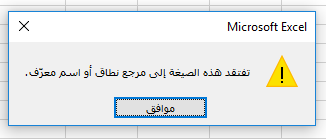 Microsoft Excel
تفتقد هذه الصيغة إلى مرجع نطاق أو اسم معرّف.
موافق